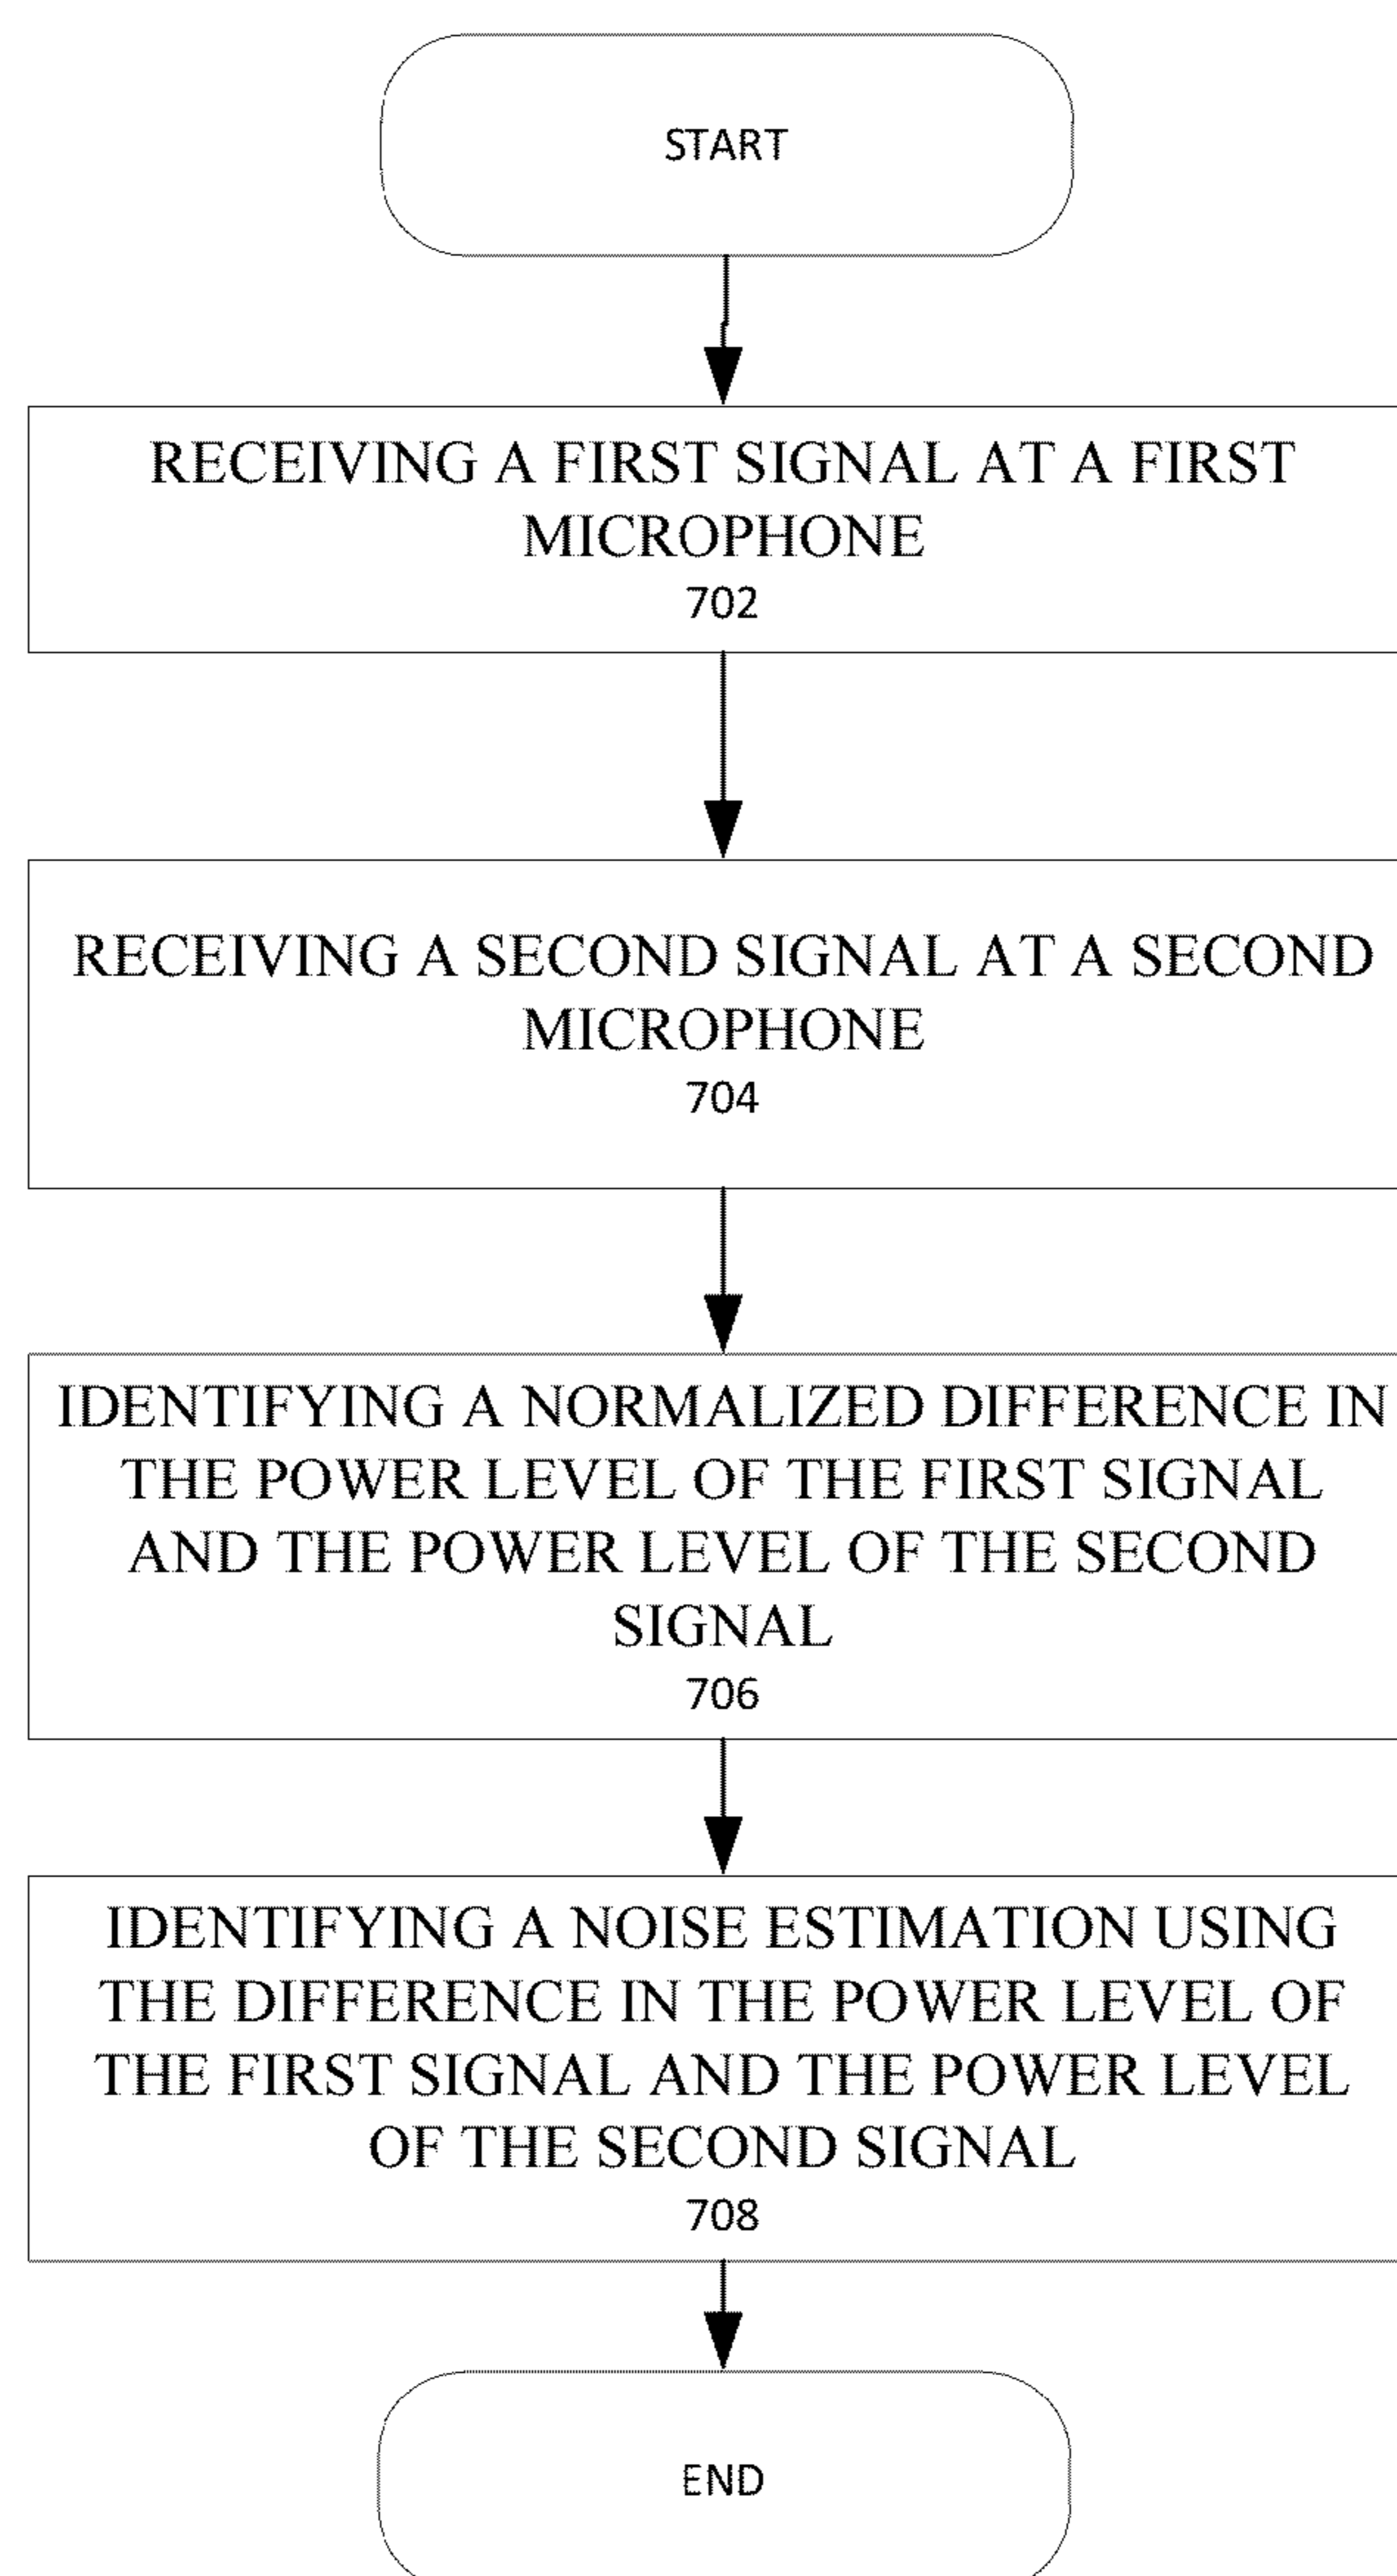 START
RECEIVING A FIRST SIGNAL AT A FIRST
MICROPHONE
702
RECEIVING A SECOND SIGNAL AT A SECOND
MICROPHONE
704
IDENTIFYING A NORMALIZED DIFFERENCE IN
THE POWER LEVEL OF THE FIRST SIGNAL
AND THE POWER LEVEL OF THE SECOND
SIGNAL
706
IDENTIFYING A NOISE ESTIMATION USING
THE DIFFERENCE IN THE POWER LEVEL OF
THE FIRST SIGNAL AND THE POWER LEVEL
OF THE SECOND SIGNAL
708
END